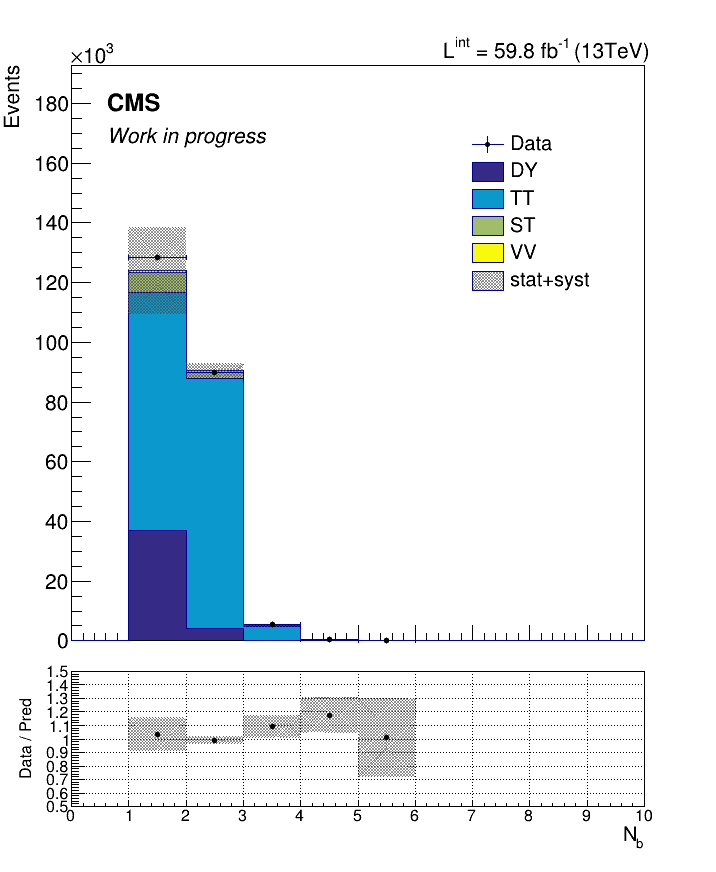 ×10³
L^int = 59.8 fb⁻¹ (13TeV)
Events
CMS
Work in progress
Data
DY
TT
ST
VV
stat+syst
180
160
140
120
100
80
60
40
20
0
Data / Pred
1.5
1.4
1.3
1.2
1.1
1
0.9
0.8
0.7
0.6
0.5
0 1 2 3 4 5 6 7 8 9 10
N_b